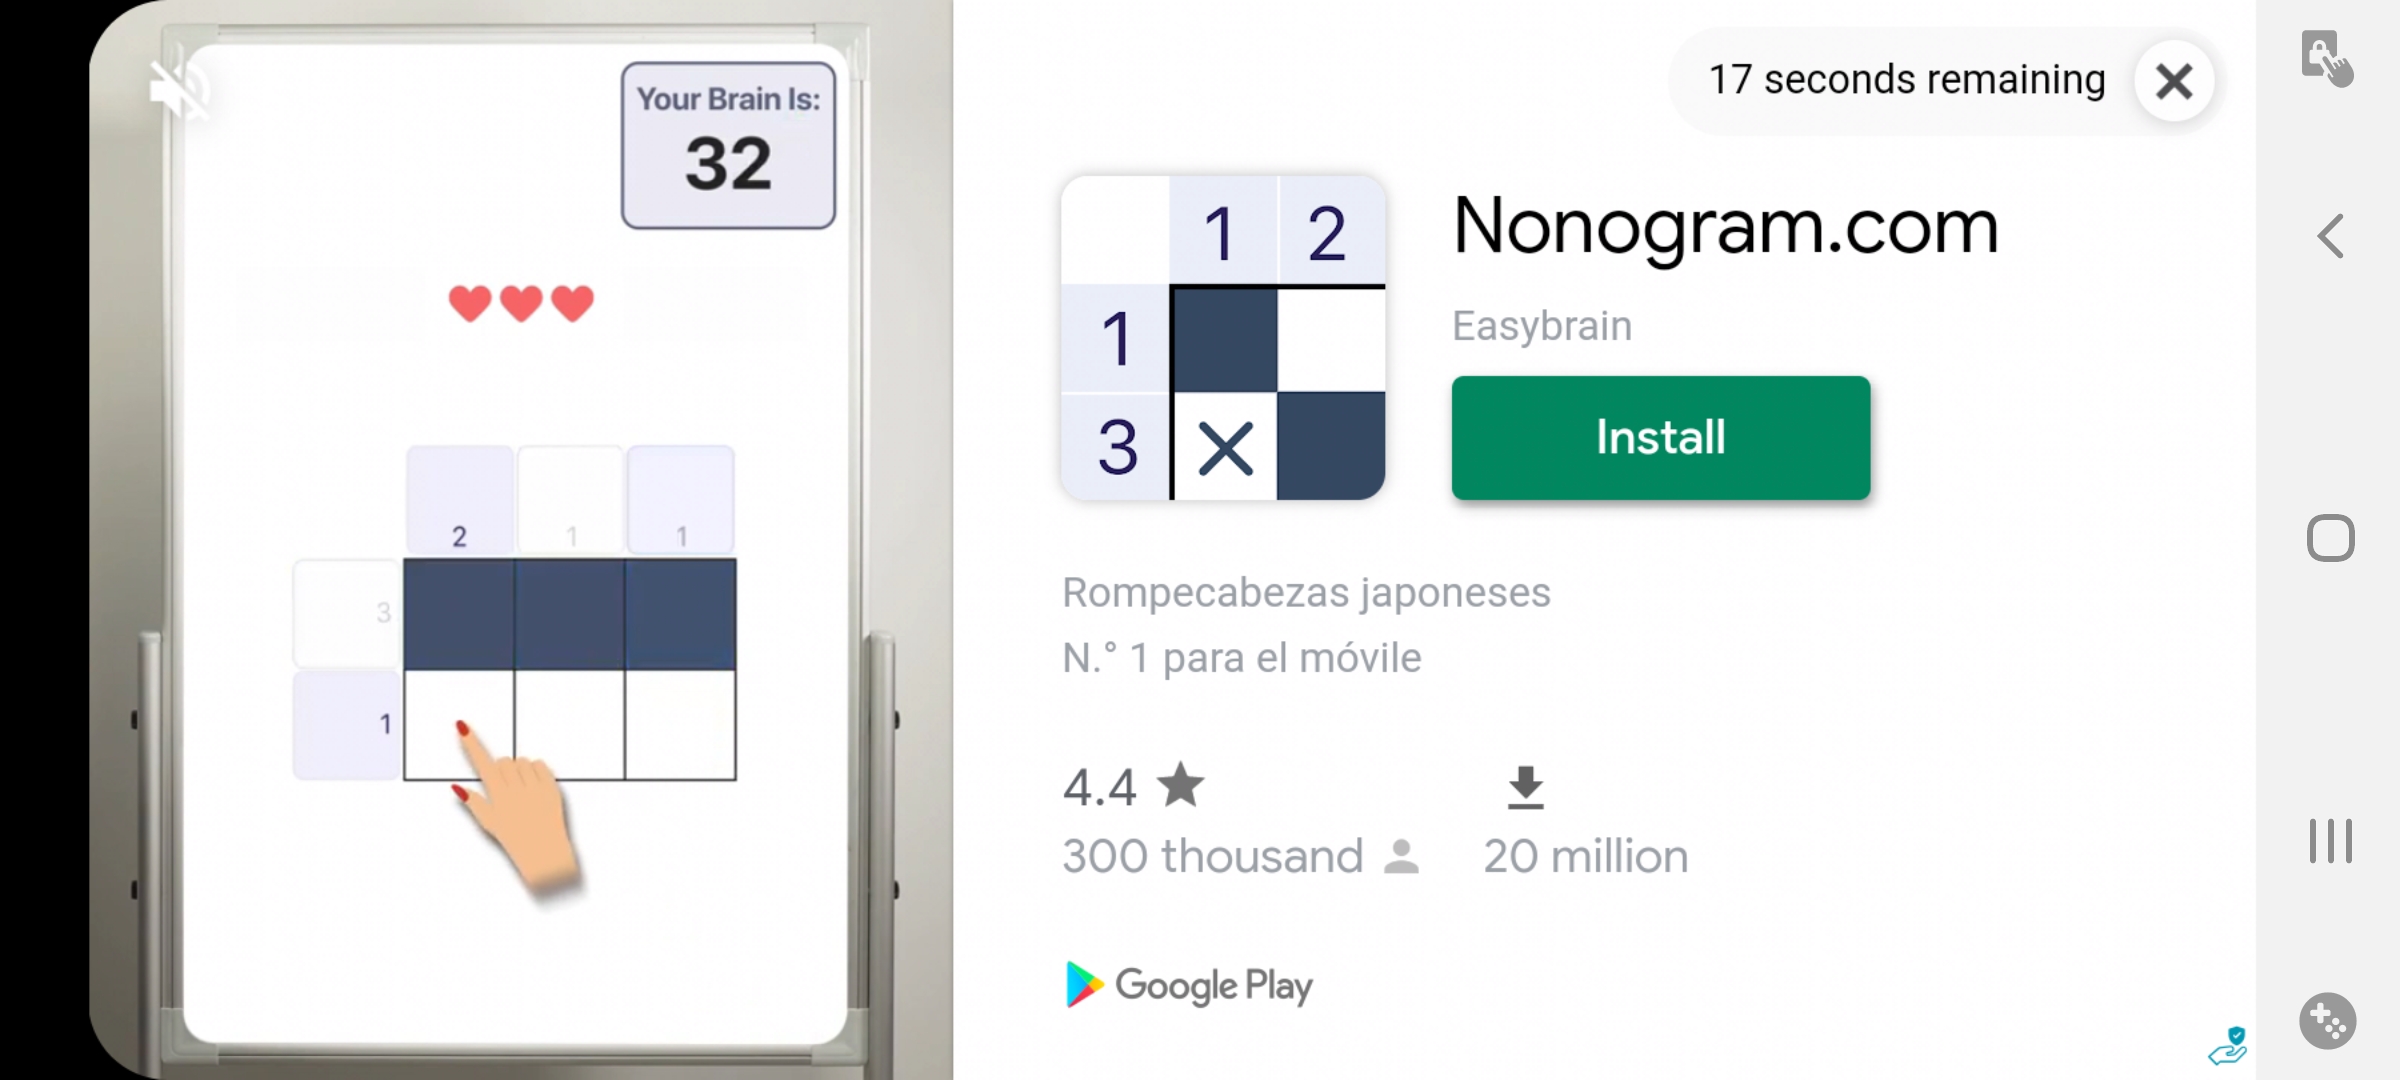 Your Brain Is:
32
2 1 1
3
1
17 seconds remaining
1 2
1
3
Nonogram.com
Easybrain
Install
Rompecabezas japoneses
N.° 1 para el móvile
4.4
300 thousand
20 million
Google Play